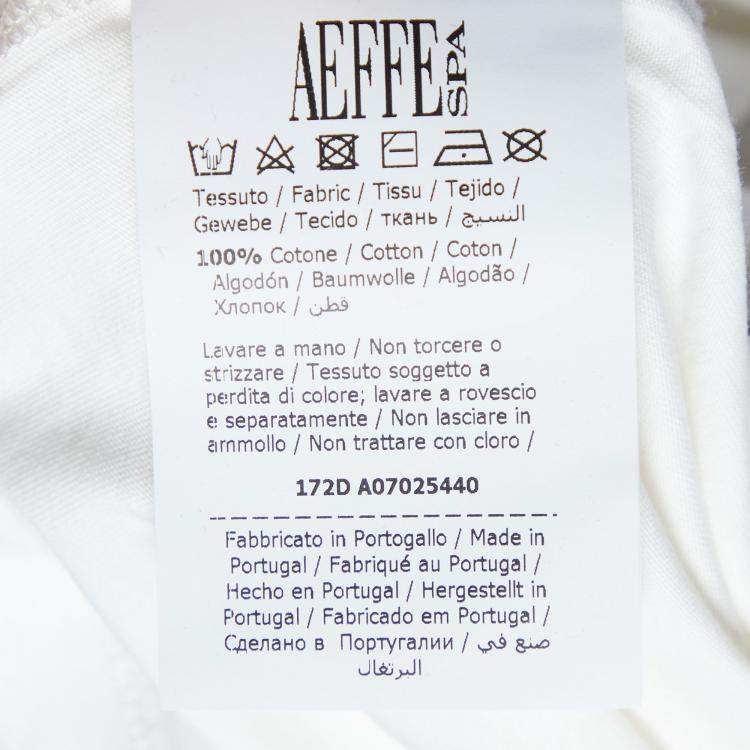 AEFFE SPA
Tessuto / Fabric / Tissu / Tejido /
Gewebe / Tecido / ткань / النسيج
100% Cotone / Cotton / Coton /
Algodón / Baumwolle / Algodão /
Хлопок / قطن
Lavare a mano / Non torcere o
strizzare / Tessuto soggetto a
perdita di colore; lavare a rovescio
e separatamente / Non lasciare in
ammollo / Non trattare con cloro /
172D A07025440
Fabbricato in Portogallo / Made in
Portugal / Fabriqué au Portugal /
Hecho en Portugal / Hergestellt in
Portugal / Fabricado em Portugal /
Сделано в Португалии / صنع في
البرتغال